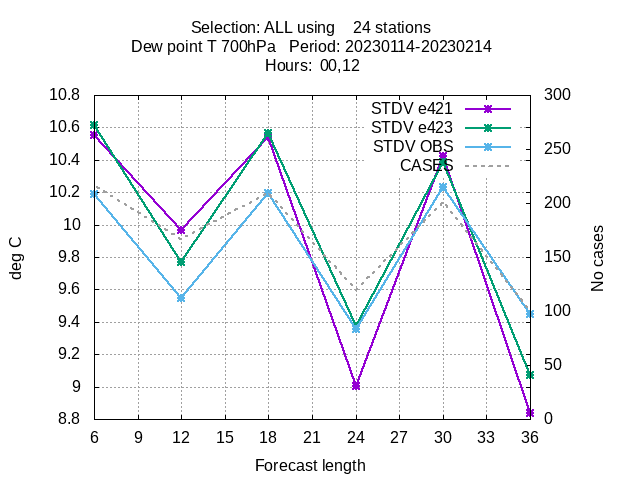 Selection: ALL using    24 stations
Dew point T 700hPa   Period: 20230114-20230214
Hours:  00,12
10.8
10.6
10.4
10.2
10
9.8
9.6
9.4
9.2
9
8.8
deg C
STDV e421
STDV e423
STDV OBS
CASES
300
250
200
150
100
50
0
No cases
6 9 12 15 18 21 24 27 30 33 36
Forecast length